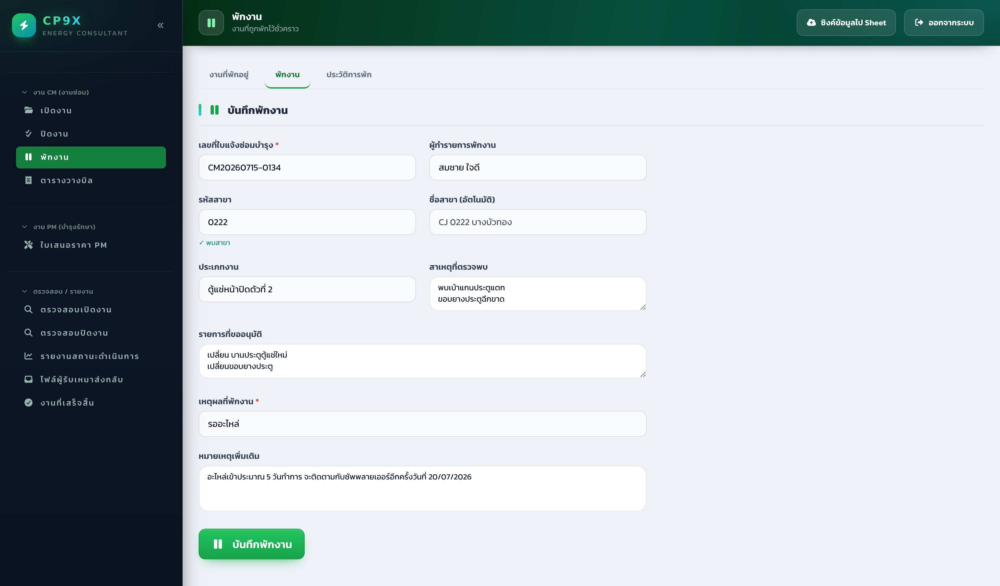 CP9X
ENERGY CONSULTANT
งาน CM (งานซ่อม)
เปิดงาน
ปิดงาน
พักงาน
ตารางวางบิล
งาน PM (บำรุงรักษา)
ใบเสนอราคา PM
ตรวจสอบ / รายงาน
ตรวจสอบเปิดงาน
ตรวจสอบปิดงาน
รายงานสถานะดำเนินการ
ไฟล์ผู้รับเหมาส่งกลับ
งานที่เสร็จสิ้น
พักงาน
งานที่ถูกพักไว้ชั่วคราว
ซิงค์ข้อมูลไป Sheet
ออกจากระบบ
งานที่พักอยู่
พักงาน
ประวัติการพัก
บันทึกพักงาน
เลขที่ใบแจ้งซ่อมบำรุง *
CM20260715-0134
ผู้ทำรายการพักงาน
สมชาย ใจดี
รหัสสาขา
0222
✓ พบสาขา
ชื่อสาขา (อัตโนมัติ)
CJ 0222 บางบัวทอง
ประเภทงาน
ตู้แช่หน้าปิดตัวที่ 2
สาเหตุที่ตรวจพบ
พบเบ้าแกนประตูแตก
ขอบยางประตูฉีกขาด
รายการที่ขออนุมัติ
เปลี่ยน บานประตูตู้แช่ใหม่
เปลี่ยนขอบยางประตู
เหตุผลที่พักงาน *
รออะไหล่
หมายเหตุเพิ่มเติม
อะไหล่เข้าประมาณ 5 วันทำการ จะติดตามกับซัพพลายเออร์อีกครั้งวันที่ 20/07/2026
บันทึกพักงาน